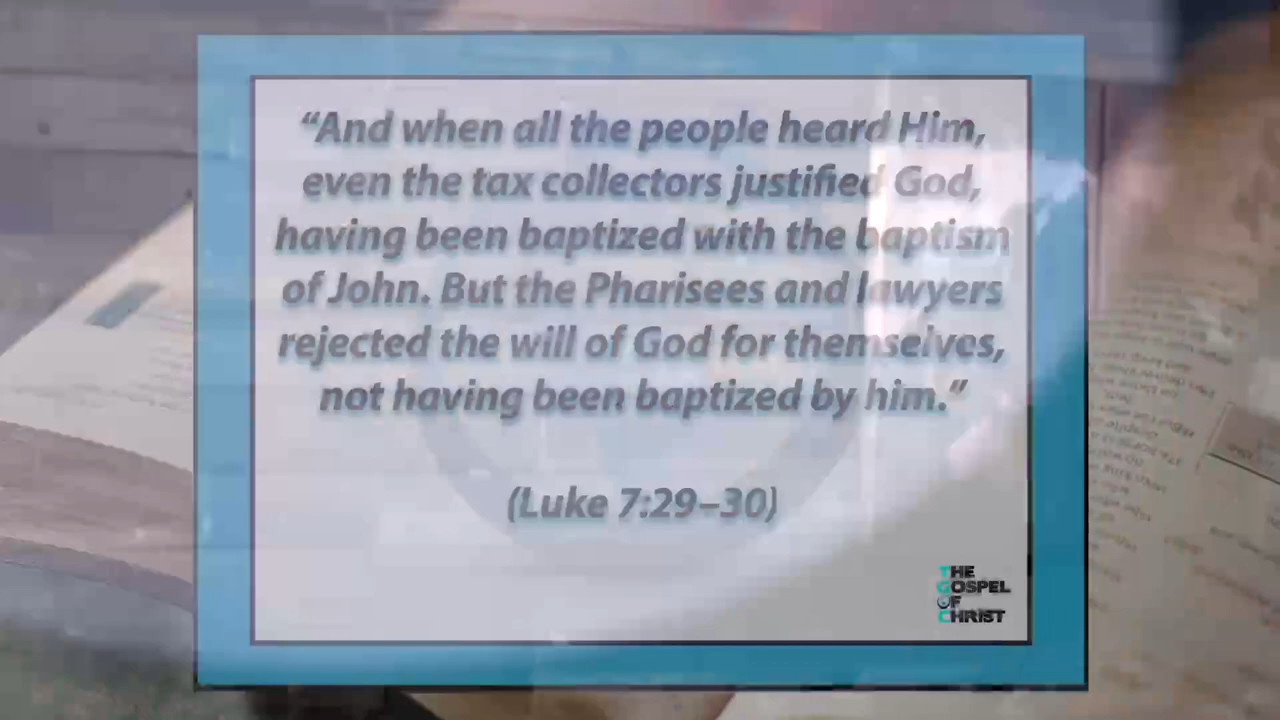 “And when all the people heard Him,
even the tax collectors justified God,
having been baptized with the baptism
of John. But the Pharisees and lawyers
rejected the will of God for themselves,
not having been baptized by him.”
(Luke 7:29–30)
THE
GOSPEL
OF
CHRIST